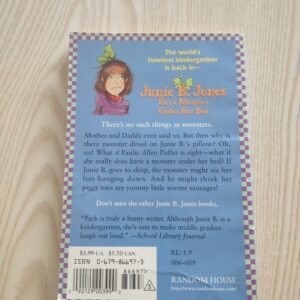 The world's
funniest kindergartner
is back in—
Junie B. Jones
Has a Monster
Under Her Bed
There's no such things as monsters.
Mother and Daddy even said so. But then why is
there monster drool on Junie B.'s pillow? Uh,
oh! What if Paulie Allen Puffer is right—what if
she really does have a monster under her bed? If
Junie B. goes to sleep, the monster might see her
feet hanging down. And he might think her
piggy toes are yummy little wiener sausages!
Don't miss the other Junie B. Jones books.
"Park is truly a funny writer. Although Junie B. is a
kindergartner, she's sure to make middle graders
laugh out loud." —School Library Journal
$3.99 U.S. $5.50 CAN.
ISBN 0-679-86697-3
86697
RL: 1.9
006-009
RANDOM HOUSE